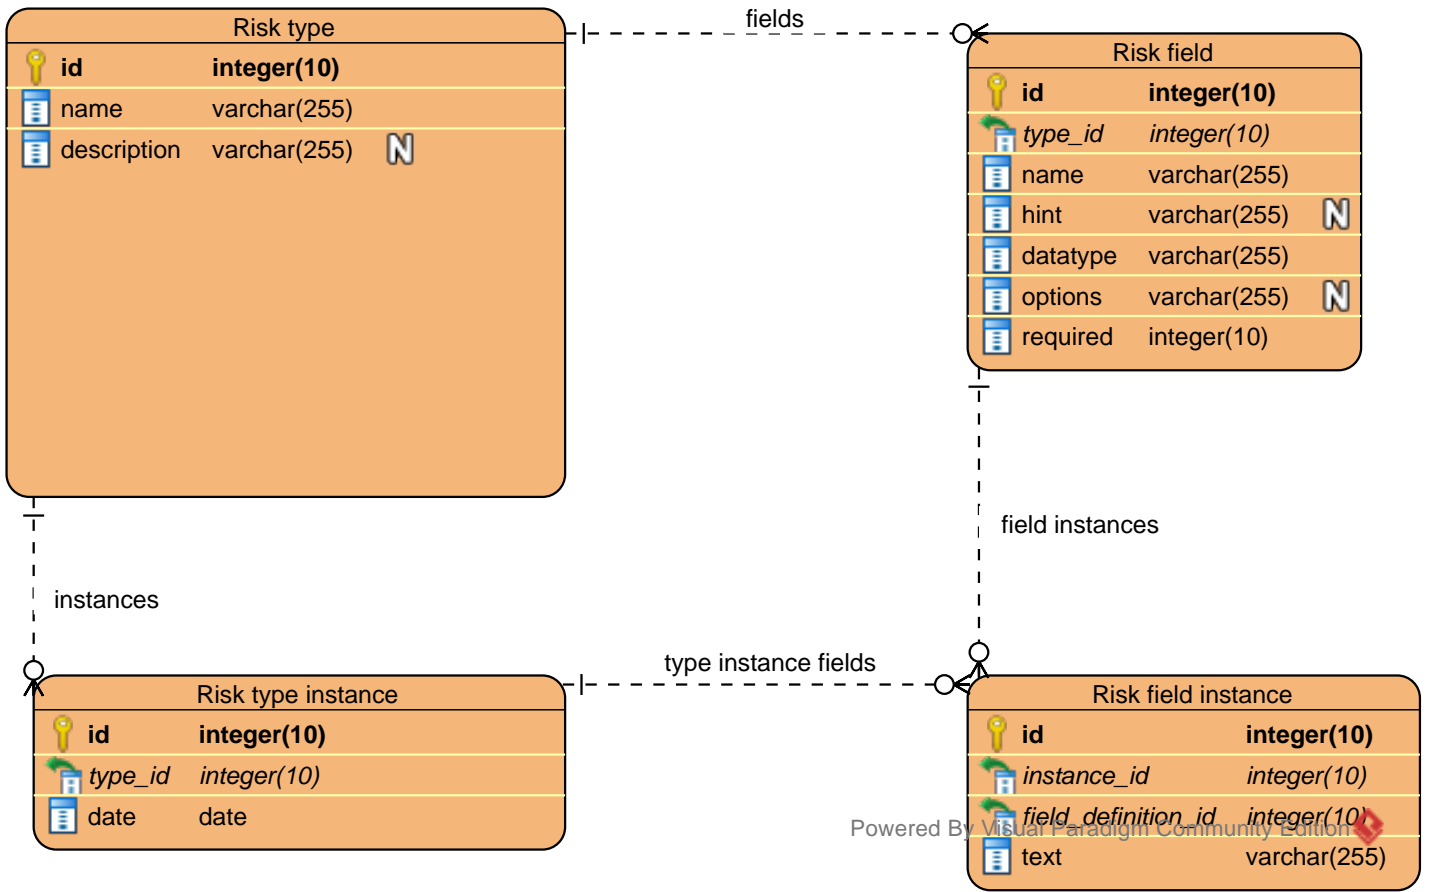 Risk type
id integer(10)
name varchar(255)
description varchar(255) N
fields
Risk field
id integer(10)
type_id integer(10)
name varchar(255)
hint varchar(255) N
datatype varchar(255)
options varchar(255) N
required integer(10)
field instances
instances
type instance fields
Risk type instance
id integer(10)
type_id integer(10)
date date
Risk field instance
id integer(10)
instance_id integer(10)
field_definition_id integer(10)
Powered By Visual Paradigm Community Edition
text varchar(255)